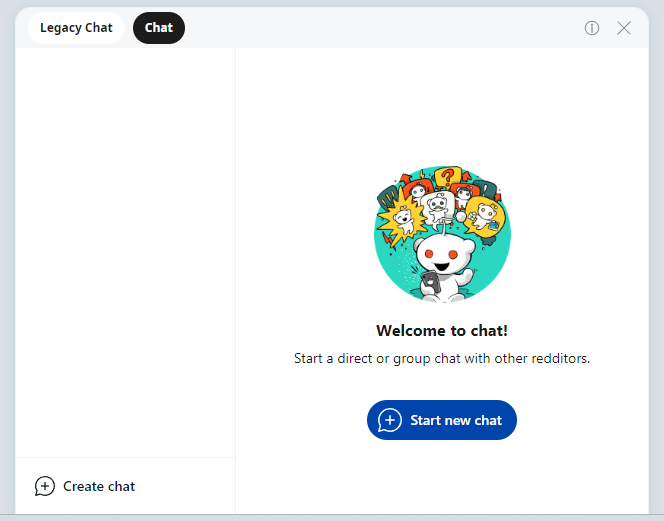 Legacy Chat
Chat
Welcome to chat!
Start a direct or group chat with other redditors.
Start new chat
Create chat